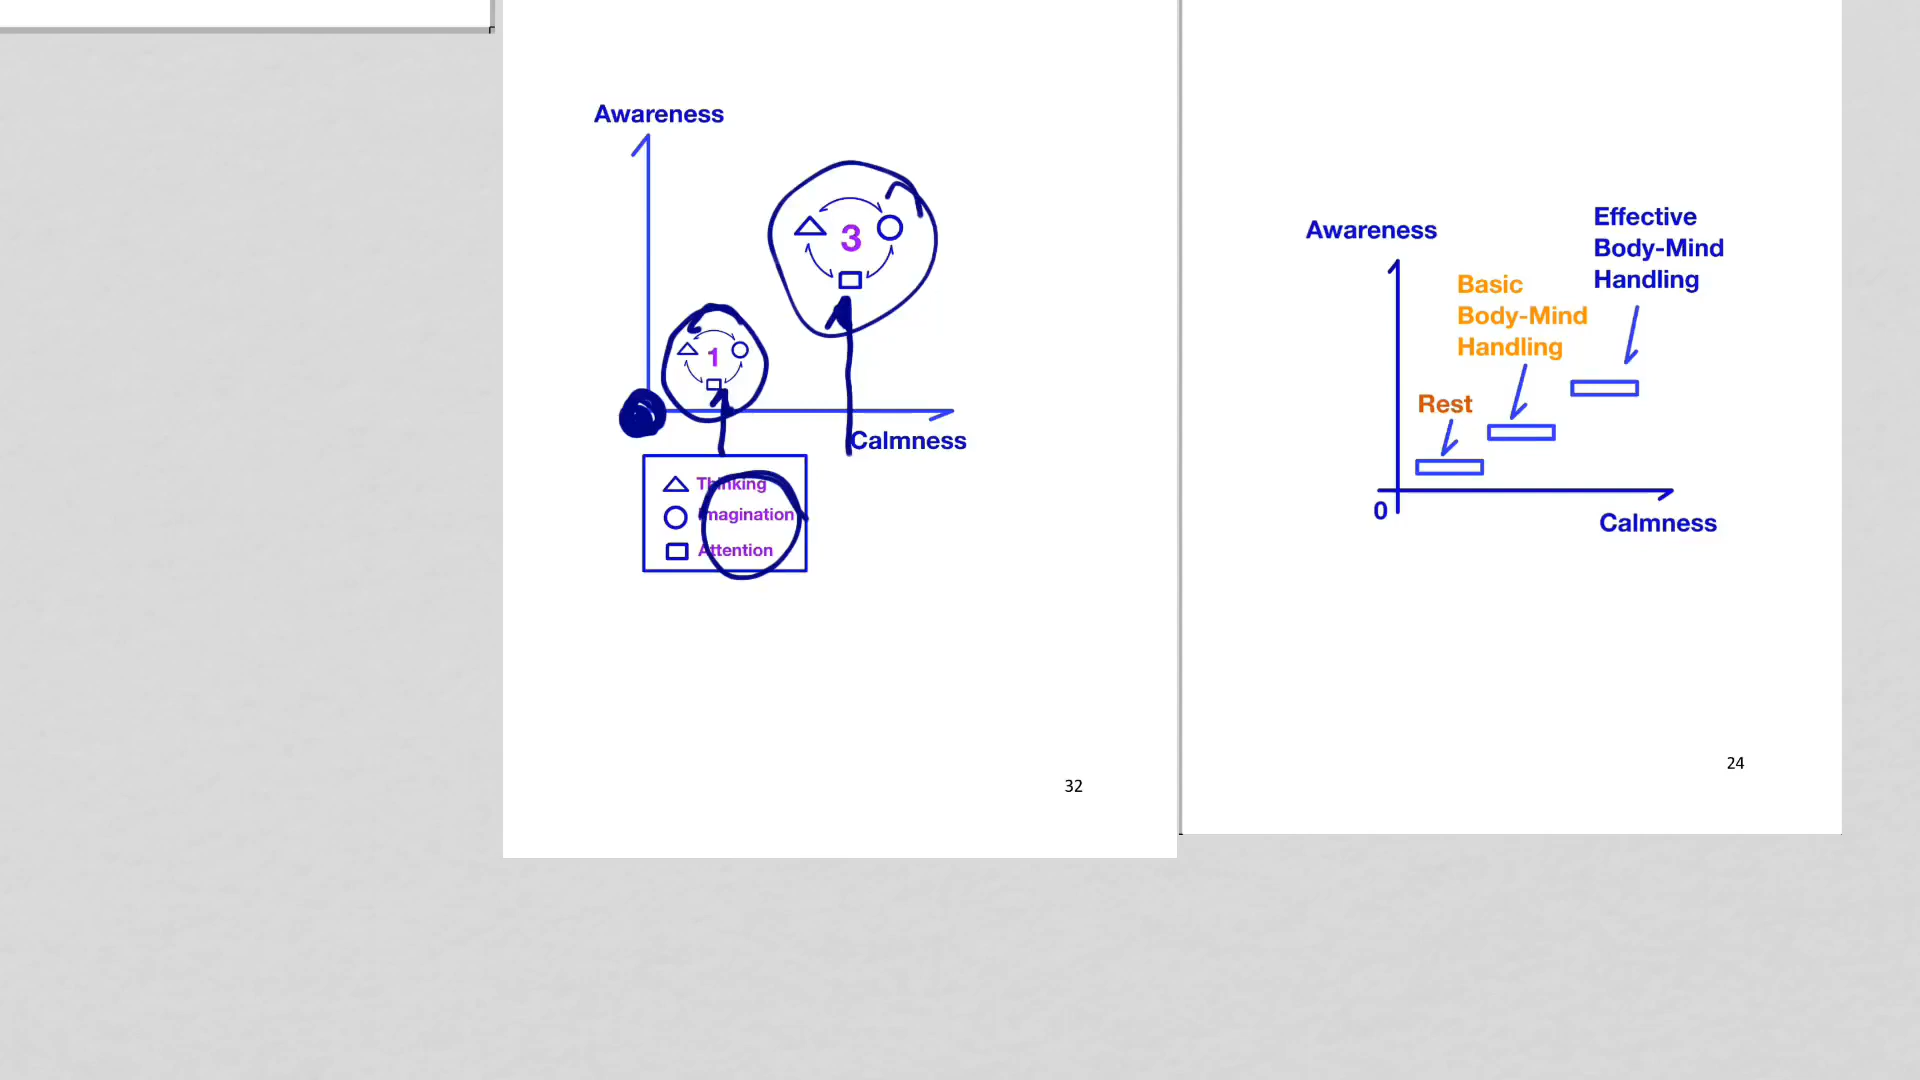 Awareness
3
1
Calmness
Thinking
Imagination
Attention
32
Awareness
Effective
Body-Mind
Handling
Basic
Body-Mind
Handling
Rest
0
Calmness
24